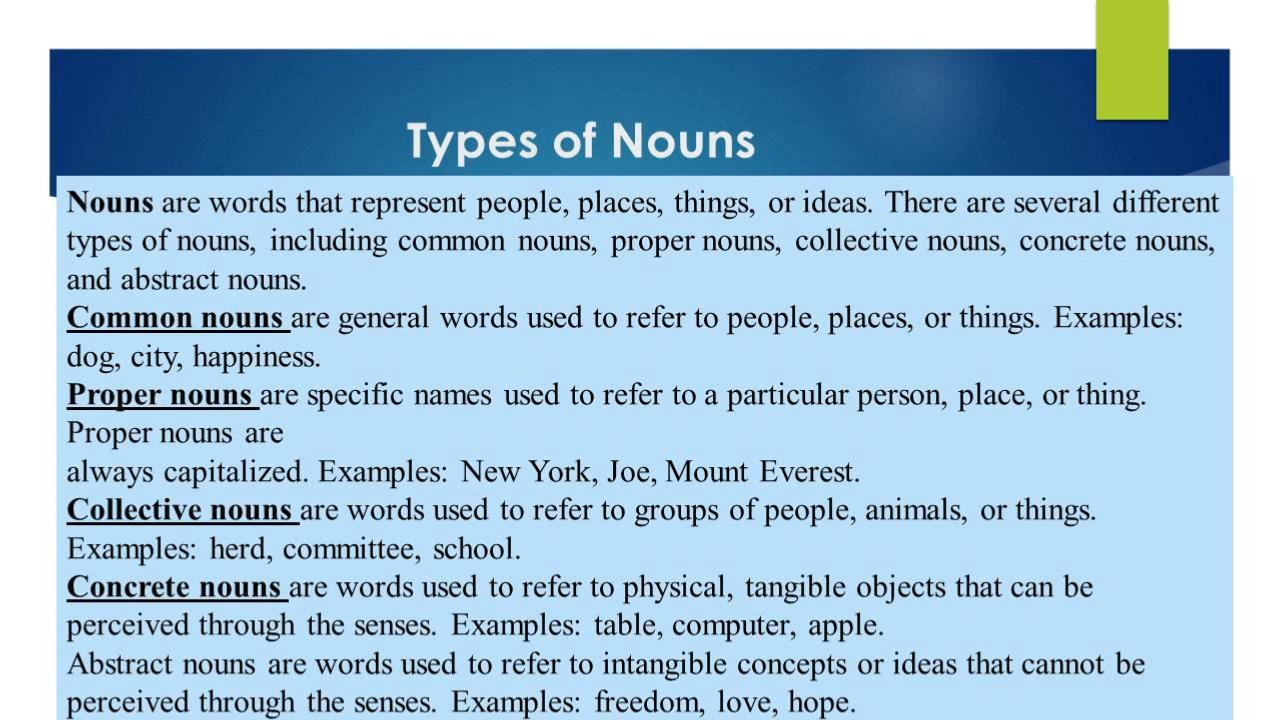 Types of Nouns
Nouns are words that represent people, places, things, or ideas. There are several different
types of nouns, including common nouns, proper nouns, collective nouns, concrete nouns,
and abstract nouns.
Common nouns are general words used to refer to people, places, or things. Examples:
dog, city, happiness.
Proper nouns are specific names used to refer to a particular person, place, or thing.
Proper nouns are
always capitalized. Examples: New York, Joe, Mount Everest.
Collective nouns are words used to refer to groups of people, animals, or things.
Examples: herd, committee, school.
Concrete nouns are words used to refer to physical, tangible objects that can be
perceived through the senses. Examples: table, computer, apple.
Abstract nouns are words used to refer to intangible concepts or ideas that cannot be
perceived through the senses. Examples: freedom, love, hope.